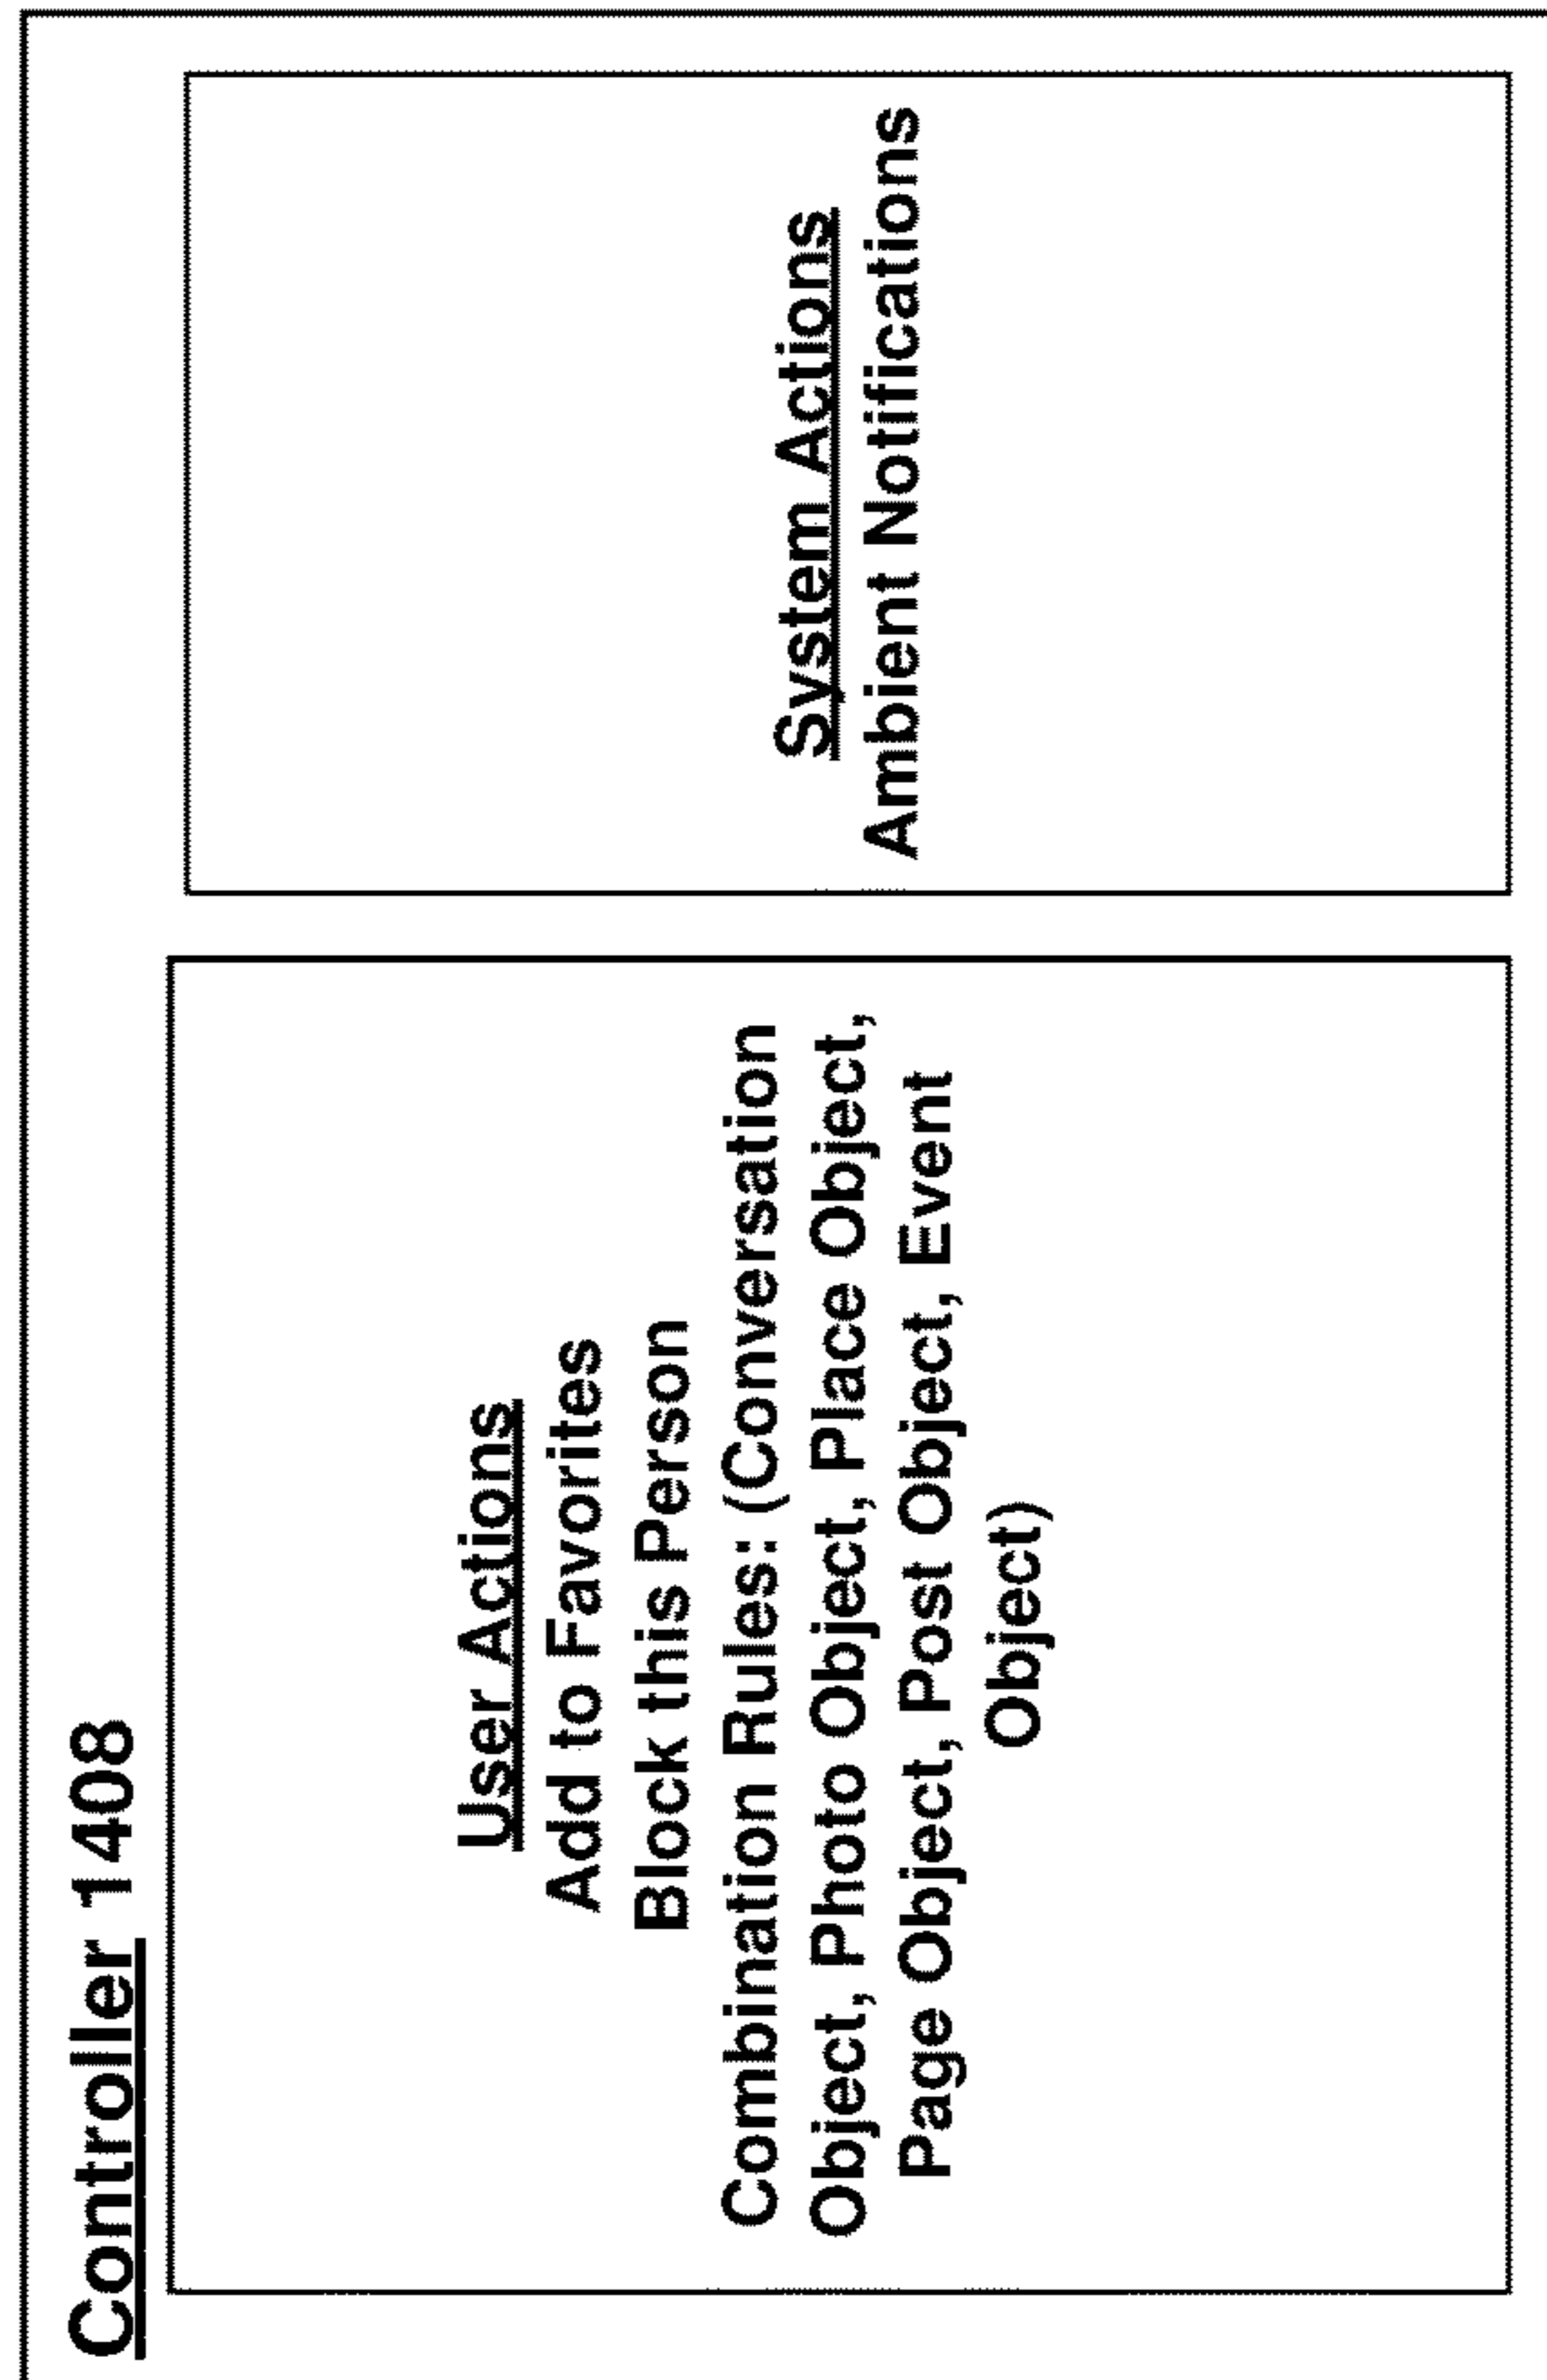 Controller 1408
User Actions
Add to Favorites
Block this Person
Combination Rules: (Conversation
Object, Photo Object, Place Object,
Page Object, Post Object, Event
Object)
System Actions
Ambient Notifications